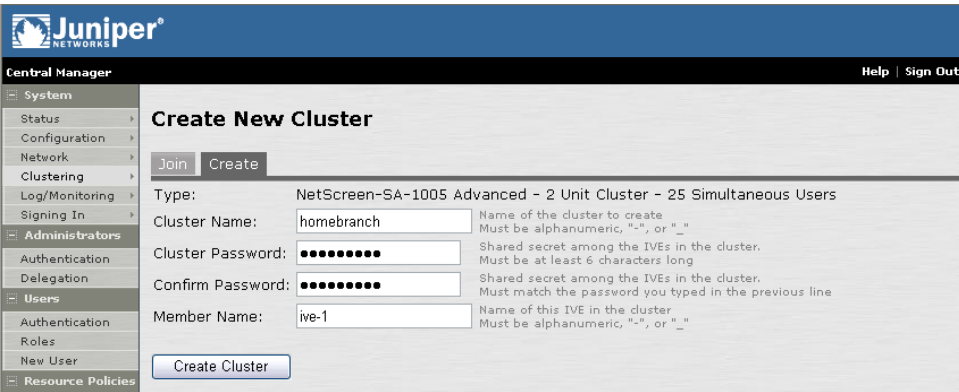 Juniper®
NETWORKS
Central Manager
Help | Sign Out
System
Status
Configuration
Network
Clustering
Log/Monitoring
Signing In
Administrators
Authentication
Delegation
Users
Authentication
Roles
New User
Resource Policies
Create New Cluster
Join Create
Type: NetScreen-SA-1005 Advanced - 2 Unit Cluster - 25 Simultaneous Users
Cluster Name: homebranch Name of the cluster to create
Must be alphanumeric, "-", or "_"
Cluster Password: ●●●●●●●●● Shared secret among the IVEs in the cluster.
Must be at least 6 characters long
Confirm Password: ●●●●●●●●● Shared secret among the IVEs in the cluster.
Must match the password you typed in the previous line
Member Name: ive-1 Name of this IVE in the cluster
Must be alphanumeric, "-", or "_"
Create Cluster